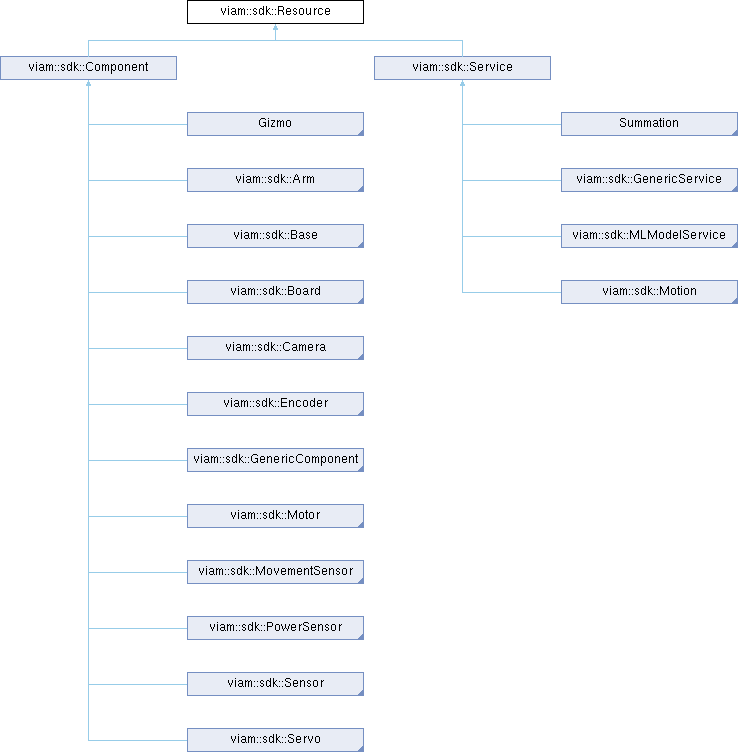 viam::sdk::Resource
viam::sdk::Component
viam::sdk::Service
Gizmo
Summation
viam::sdk::Arm
viam::sdk::GenericService
viam::sdk::Base
viam::sdk::MLModelService
viam::sdk::Board
viam::sdk::Motion
viam::sdk::Camera
viam::sdk::Encoder
viam::sdk::GenericComponent
viam::sdk::Motor
viam::sdk::MovementSensor
viam::sdk::PowerSensor
viam::sdk::Sensor
viam::sdk::Servo